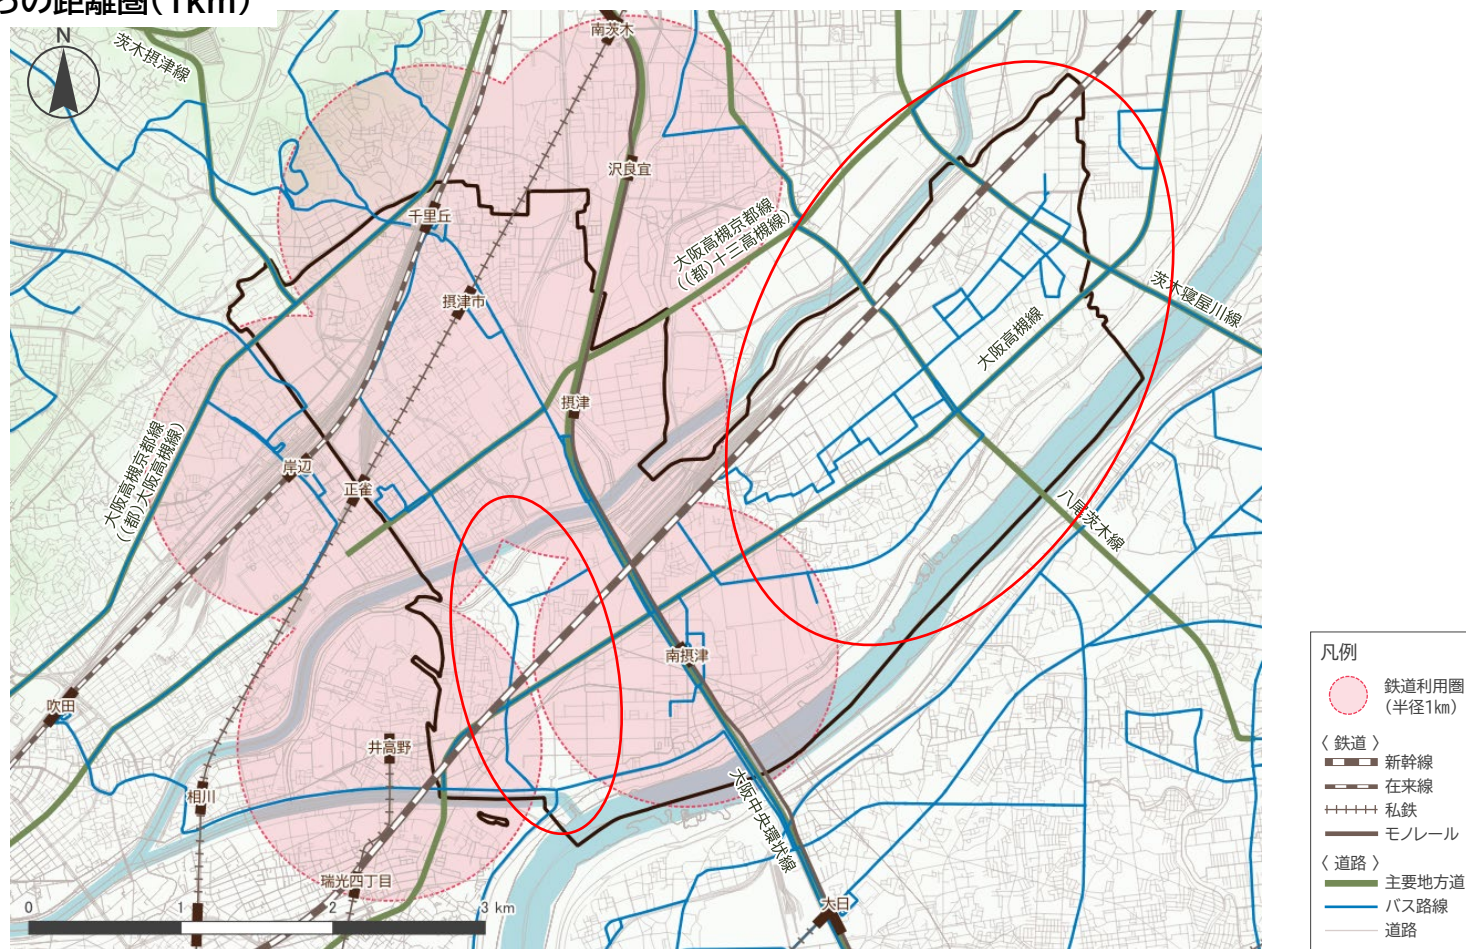 らの距離圏(1km)
N
茨木摂津線
南茨木
沢良宜
千里丘
大阪高槻京都線
((都)十三高槻線)
摂津市
茨木寝屋川線
大阪高槻線
摂津
大阪高槻京都線
((都)大阪高槻線)
岸辺
正雀
八尾茨木線
南摂津
吹田
井高野
相川
大阪中央環状線
瑞光四丁目
大日
0 1 2 3 km
凡例
鉄道利用圏
(半径1km)
〈 鉄道 〉
新幹線
在来線
私鉄
モノレール
〈 道路 〉
主要地方道
バス路線
道路